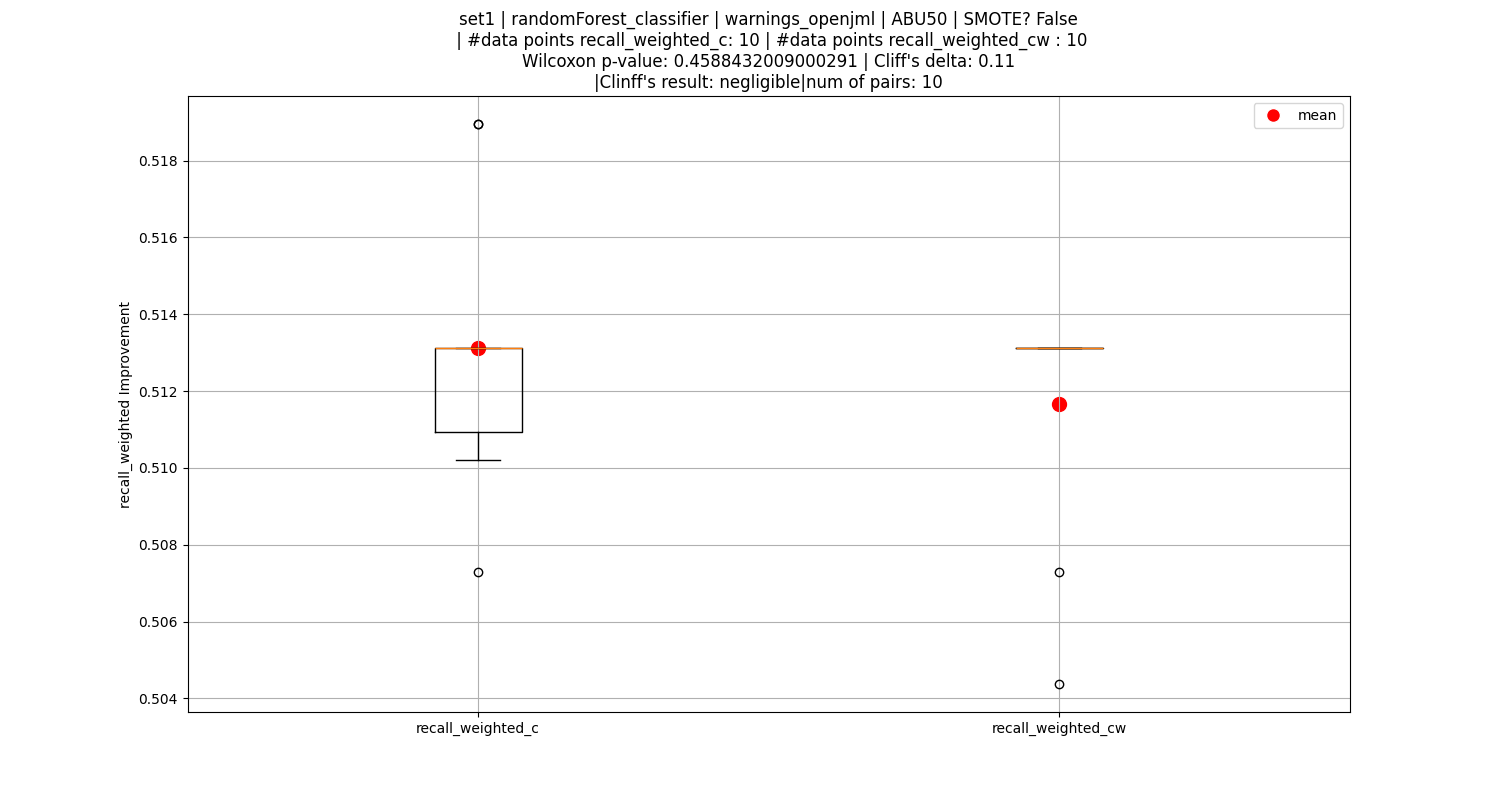 set1 | randomForest_classifier | warnings_openjml | ABU50 | SMOTE? False
| #data points recall_weighted_c: 10 | #data points recall_weighted_cw : 10
Wilcoxon p-value: 0.4588432009000291 | Cliff's delta: 0.11
|Clinff's result: negligible|num of pairs: 10
mean
recall_weighted Improvement
0.518
0.516
0.514
0.512
0.510
0.508
0.506
0.504
recall_weighted_c
recall_weighted_cw